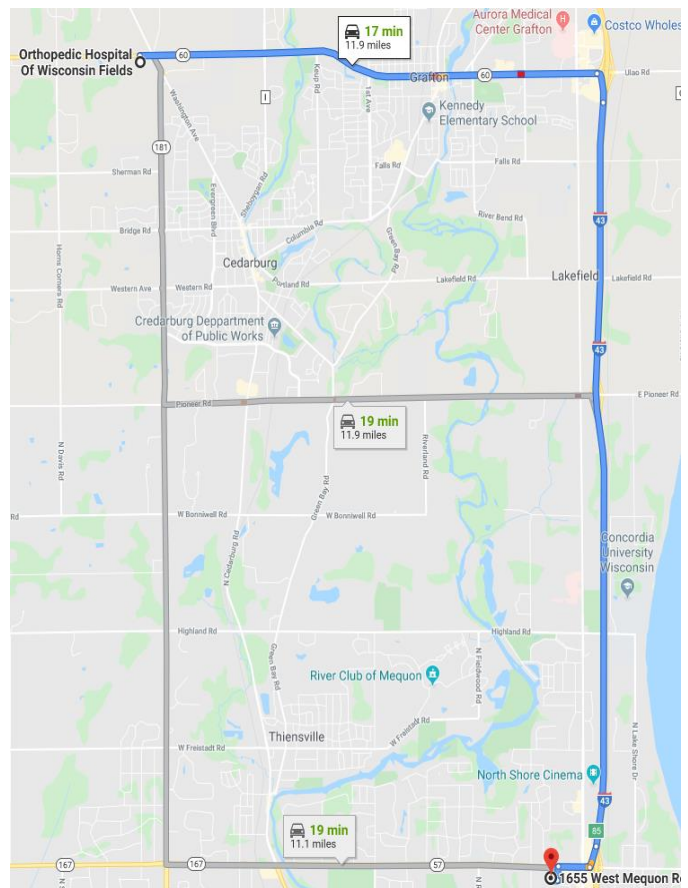 Aurora Medical
Center Grafton
Costco Wholes
17 min
11.9 miles
Orthopedic Hospital
Of Wisconsin Fields
60
Grafton
60
Ulao Rd
Keup Rd
1st Ave
Washington Ave
I
Kennedy
Elementary School
181
Sherman Rd
Falls Rd
Falls Rd
Evergreen Blvd
Sheboygan Rd
River Bend Rd
43
Bridge Rd
Columbia Rd
Green Bay Rd
Horns Corners Rd
Cedarburg
Portland Rd
Lakefield Rd
Lakefield
Lakefield Rd
Western Ave
Western Rd
Credarburg Deppartment
of Public Works
43
Pioneer Rd
E Pioneer Rd
19 min
11.9 miles
N Davis Rd
Riverland Rd
Green Bay Rd
Rd
W Bonniwell Rd
W Bonniwell Rd
N Cedarburg Rd
Concordia
University
Wisconsin
Highland Rd
Highland Rd
Green Bay Rd
N Fieldwood Rd
River Club of Mequon
W Freistadt Rd
Thiensville
W Freistadt Rd
N Lake Shore Dr
North Shore Cinema
43
19 min
11.1 miles
85
167
167
57
1655 West Mequon R